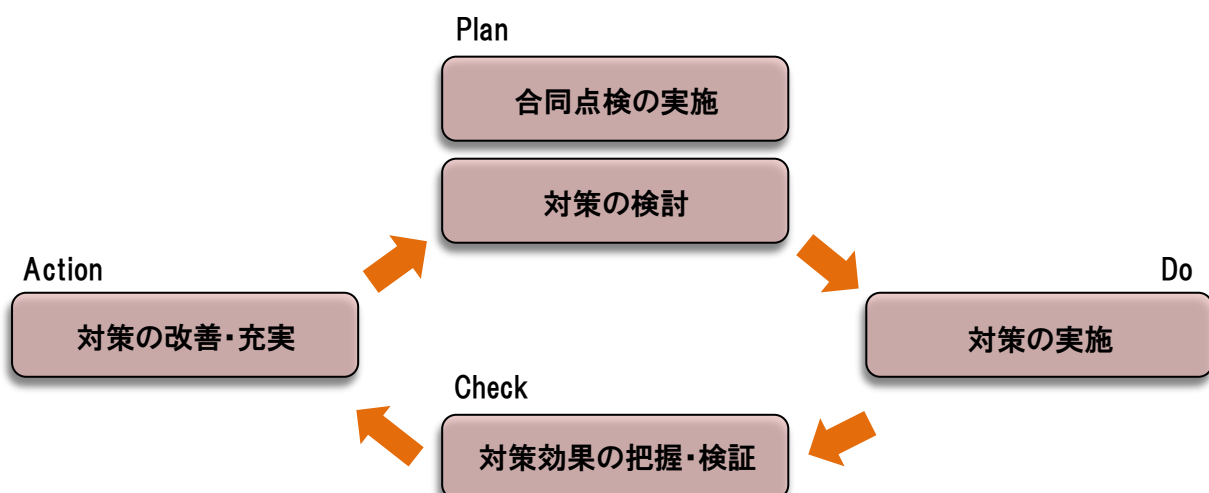 Plan
合同点検の実施
対策の検討
Action
Do
対策の改善・充実
対策の実施
Check
対策効果の把握・検証